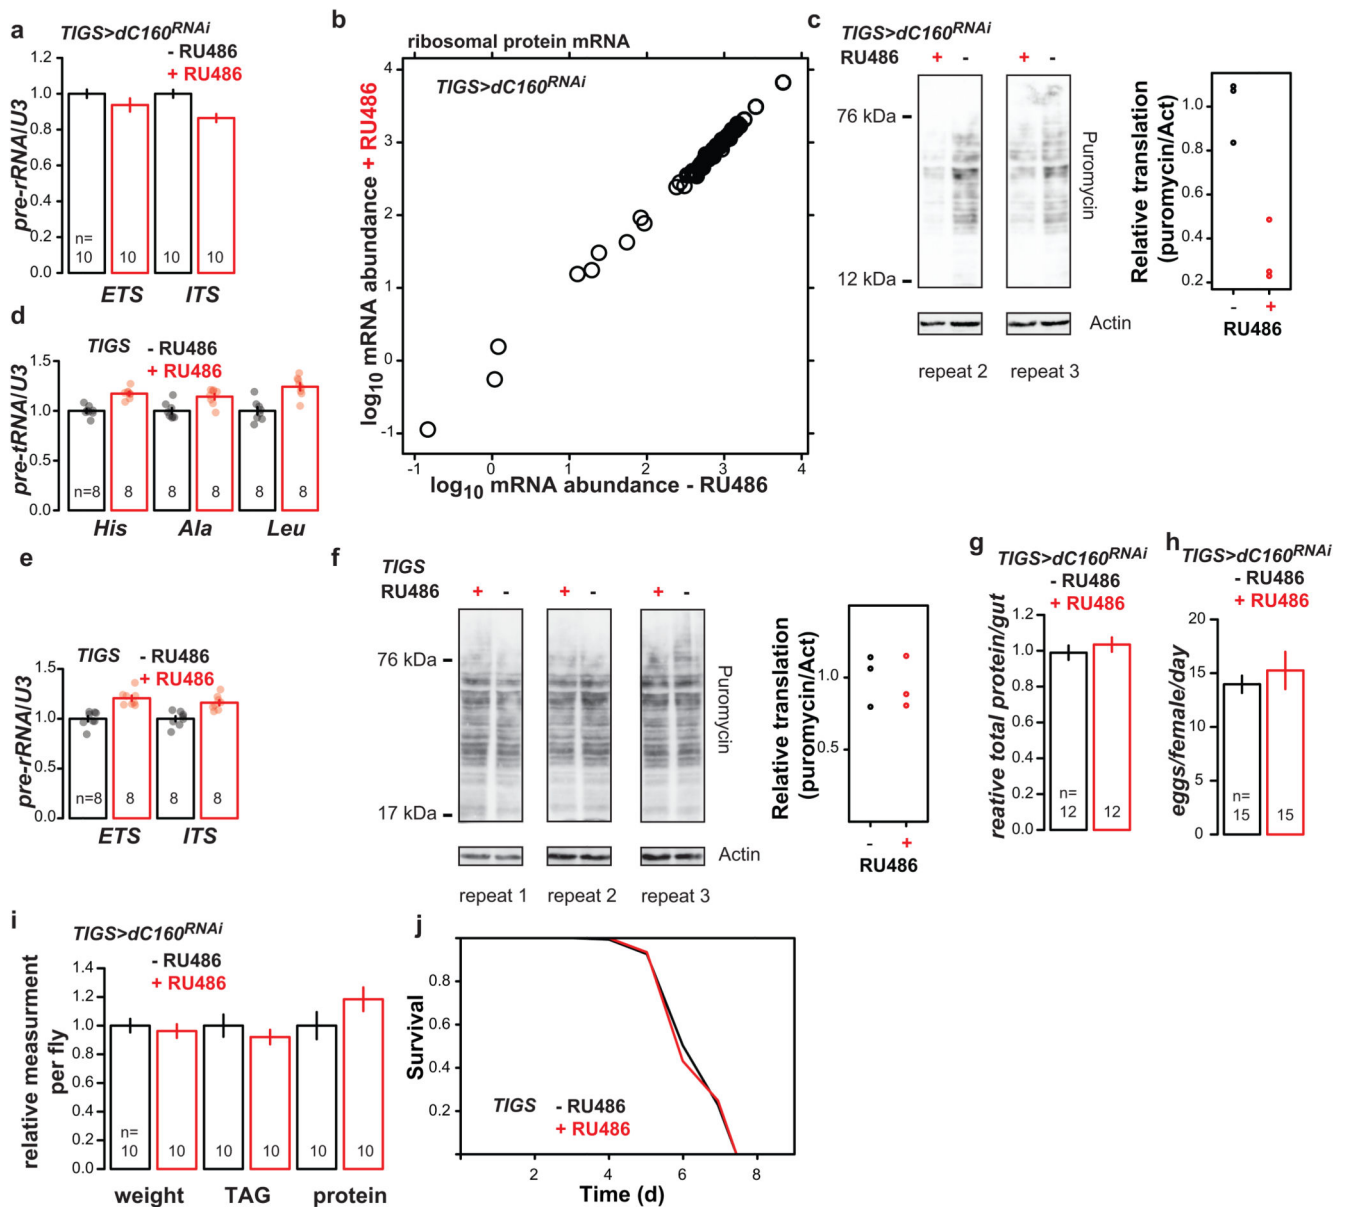 a
TIGS>dC160RNAi
- RU486
+ RU486
pre-rRNA/U3
1.2
1.0
0.8
0.6
0.4
0.2
0.0
n=
10
10
10
10
ETS
ITS
b
ribosomal protein mRNA
TIGS>dC160RNAi
log10 mRNA abundance + RU486
4
3
2
1
0
-1
-1
0
1
2
3
4
log10 mRNA abundance - RU486
c
TIGS>dC160RNAi
RU486
+
-
+
-
76 kDa
12 kDa
Puromycin
Actin
repeat 2
repeat 3
Relative translation
(puromycin/Act)
1.0
0.8
0.6
0.4
0.2
-
+
RU486
d
TIGS
- RU486
+ RU486
pre-tRNA/U3
1.5
1.0
0.5
0.0
n=8
8
8
8
8
8
His
Ala
Leu
e
TIGS
- RU486
+ RU486
pre-rRNA/U3
1.5
1.0
0.5
0.0
n=8
8
8
8
ETS
ITS
f
TIGS
RU486
+
-
+
-
+
-
76 kDa
17 kDa
Puromycin
Actin
repeat 1
repeat 2
repeat 3
Relative translation
(puromycin/Act)
1.0
0.5
-
+
RU486
g
TIGS>dC160RNAi
- RU486
+ RU486
reative total protein/gut
1.2
1.0
0.8
0.6
0.4
0.2
0.0
n=
12
12
h
TIGS>dC160RNAi
- RU486
+ RU486
eggs/female/day
20
15
10
5
0
n=
15
15
i
TIGS>dC160RNAi
- RU486
+ RU486
relative measurment
per fly
1.4
1.2
1.0
0.8
0.6
0.4
0.2
0.0
n=
10
10
10
10
10
10
weight
TAG
protein
j
Survival
0.8
0.6
0.4
0.2
TIGS
- RU486
+ RU486
2
4
6
8
Time (d)